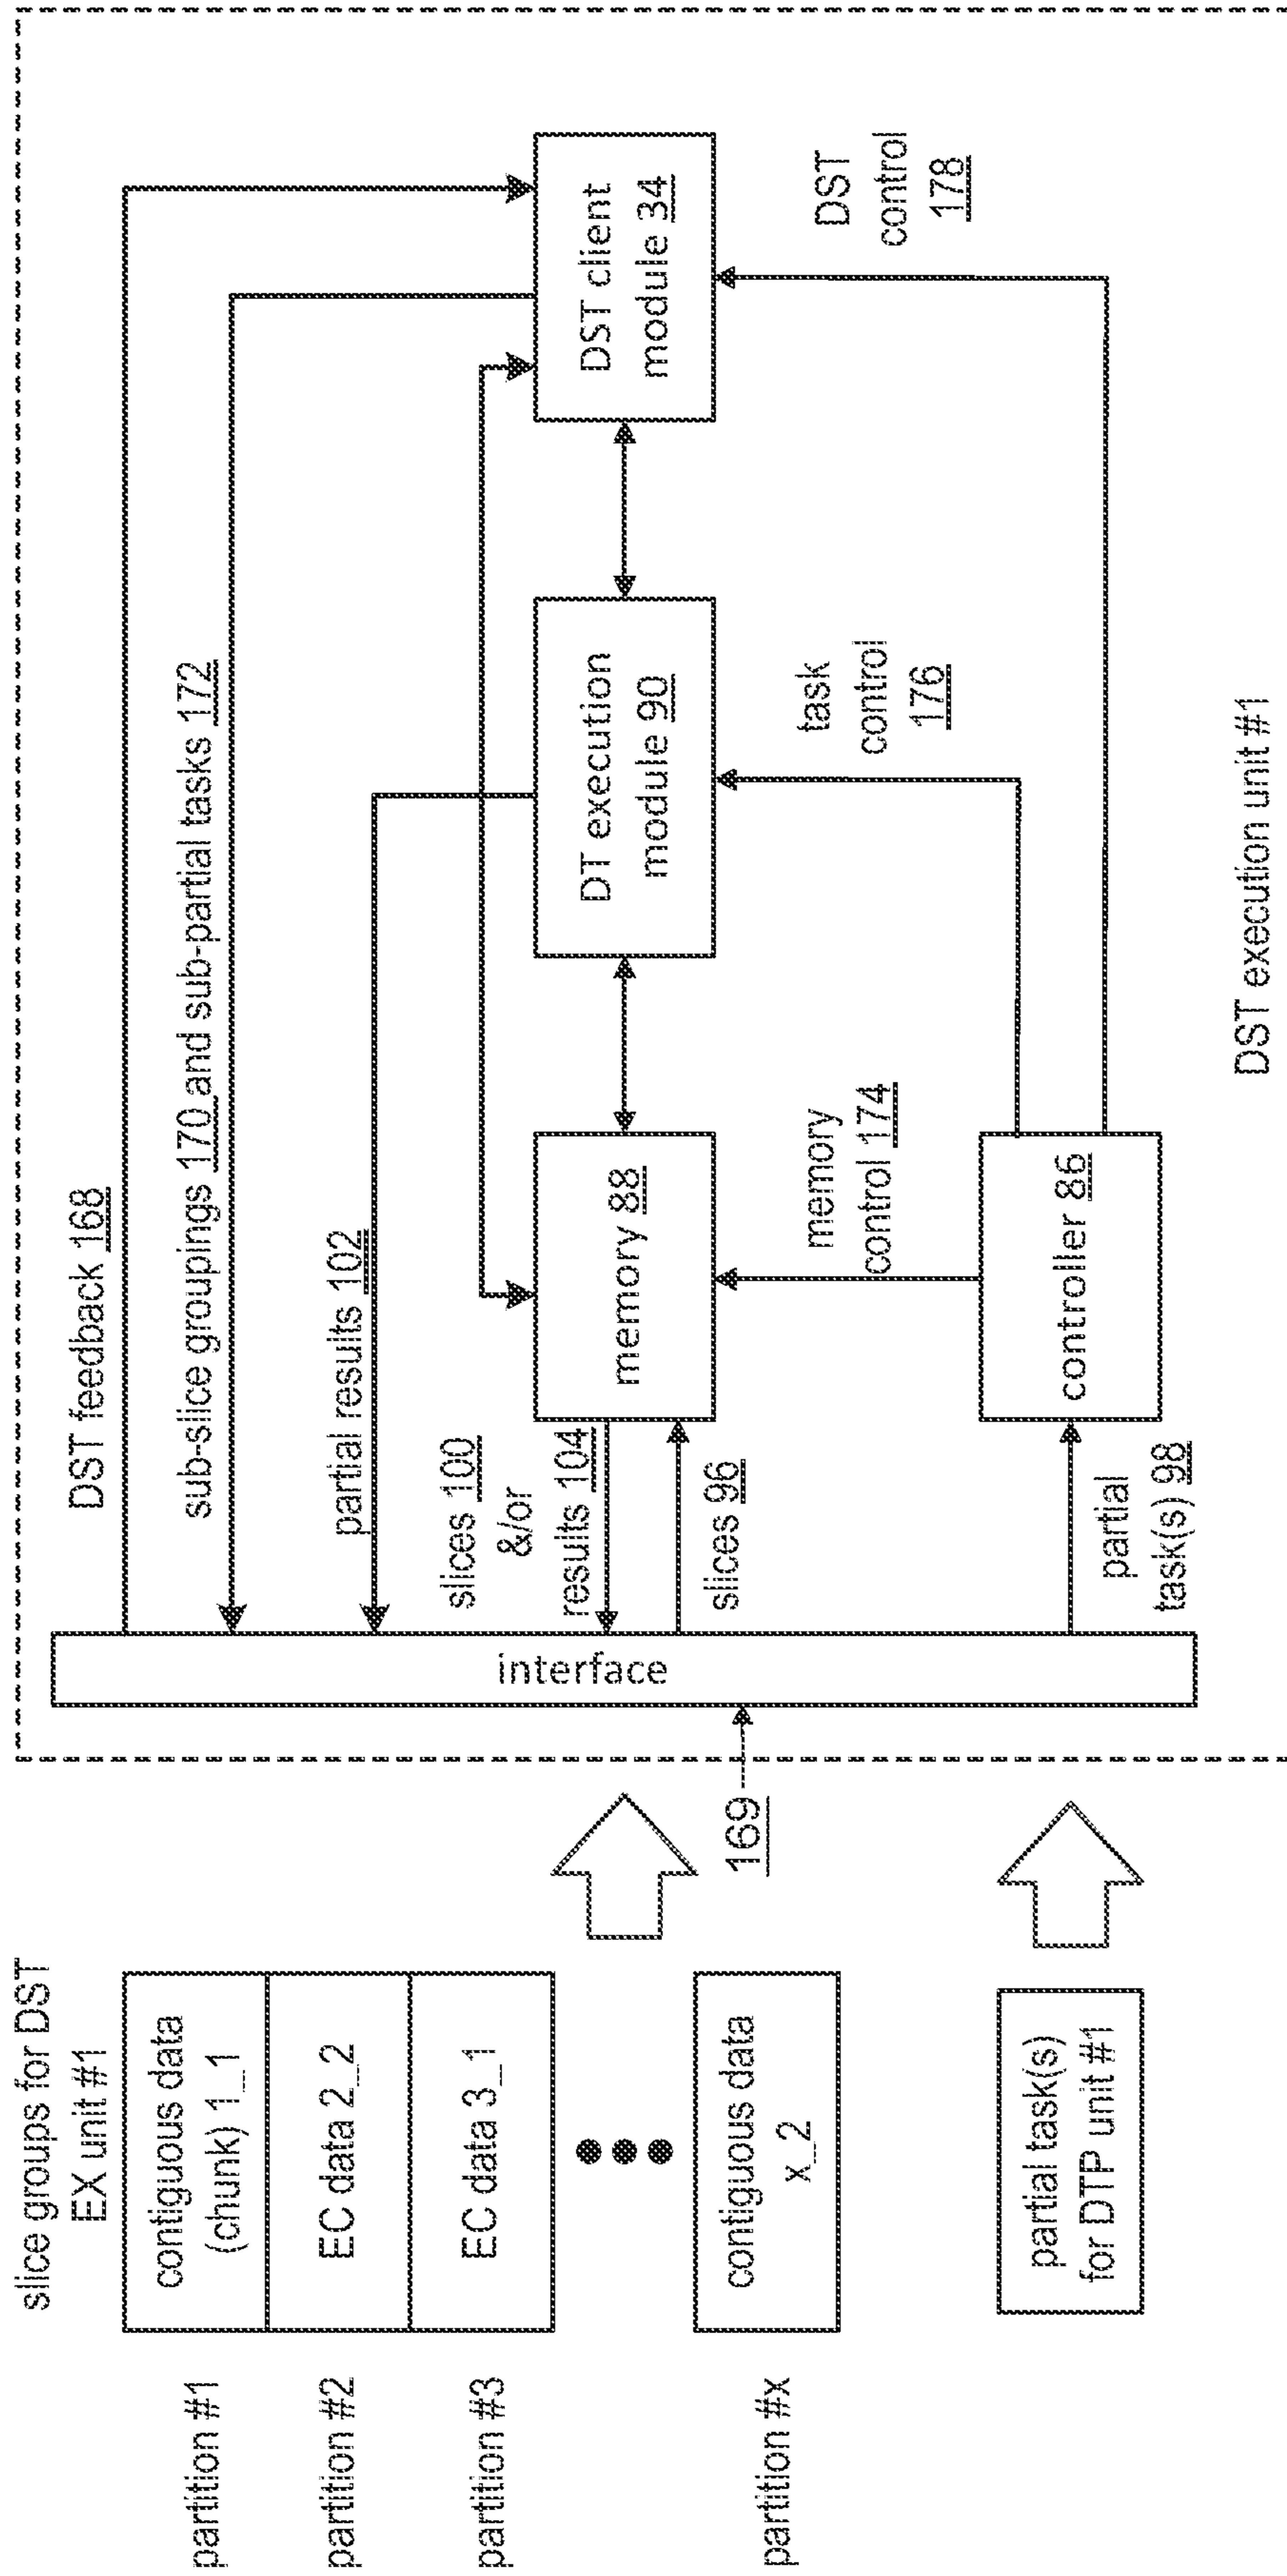 slice groups for DST
EX unit #1
partition #1
contiguous data
(chunk) 1_1
partition #2
EC data 2_2
partition #3
EC data 3_1
partition #x
contiguous data
x_2
partial task(s)
for DTP unit #1
169
interface
DST feedback 168
sub-slice groupings 170 and sub-partial tasks 172
partial results 102
slices 100
&/or
results 104
slices 96
partial
task(s) 98
memory 88
DT execution
module 90
DST client
module 34
memory
control 174
task
control
176
DST
control
178
controller 86
DST execution unit #1